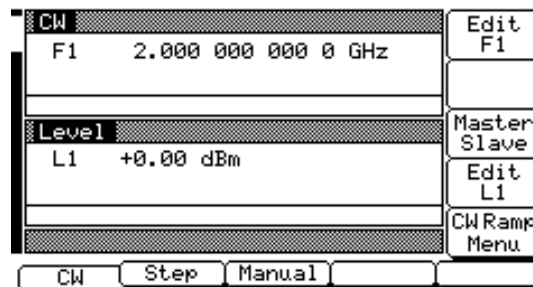 CW
F1 2.000 000 000 0 GHz
Level
L1 +0.00 dBm
Edit
F1
Master
Slave
Edit
L1
CW Ramp
Menu
CW Step Manual